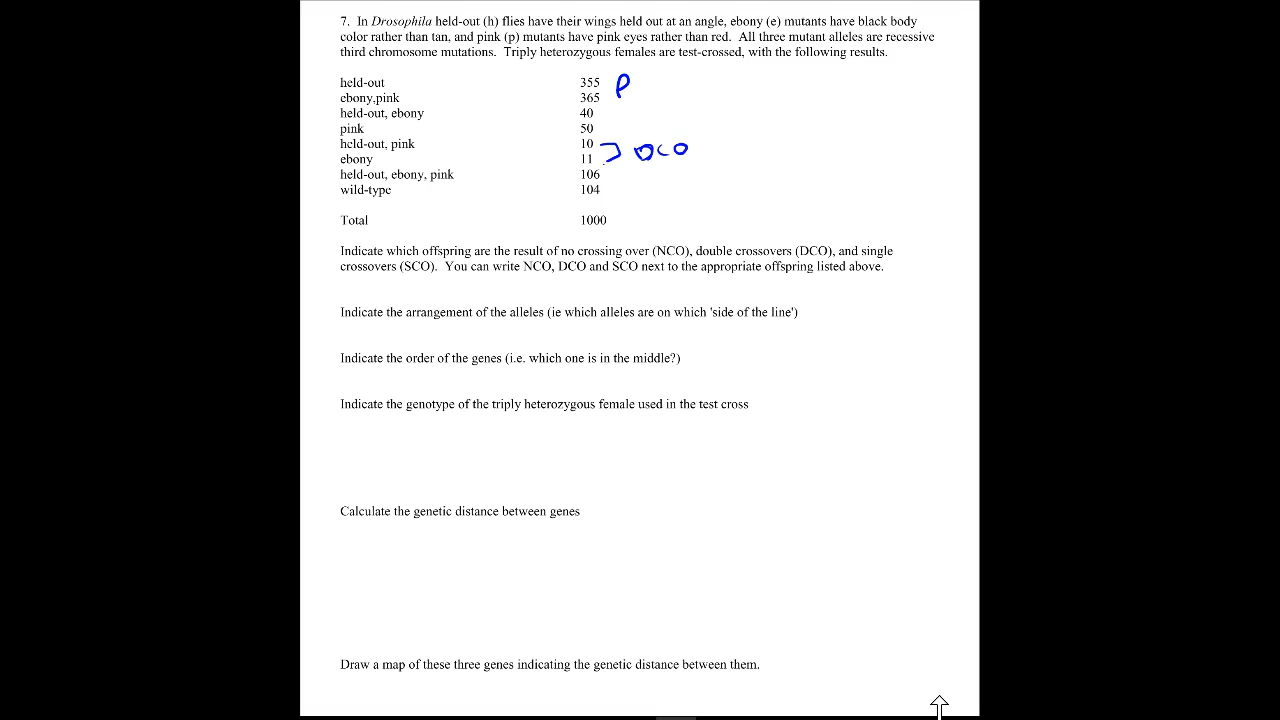 7. In Drosophila held-out (h) flies have their wings held out at an angle, ebony (e) mutants have black body
color rather than tan, and pink (p) mutants have pink eyes rather than red. All three mutant alleles are recessive
third chromosome mutations. Triply heterozygous females are test-crossed, with the following results.
held-out 355 P
ebony,pink 365
held-out, ebony 40
pink 50
held-out, pink 10
ebony 11 DCO
held-out, ebony, pink 106
wild-type 104
Total 1000
Indicate which offspring are the result of no crossing over (NCO), double crossovers (DCO), and single
crossovers (SCO). You can write NCO, DCO and SCO next to the appropriate offspring listed above.
Indicate the arrangement of the alleles (ie which alleles are on which 'side of the line')
Indicate the order of the genes (i.e. which one is in the middle?)
Indicate the genotype of the triply heterozygous female used in the test cross
Calculate the genetic distance between genes
Draw a map of these three genes indicating the genetic distance between them.